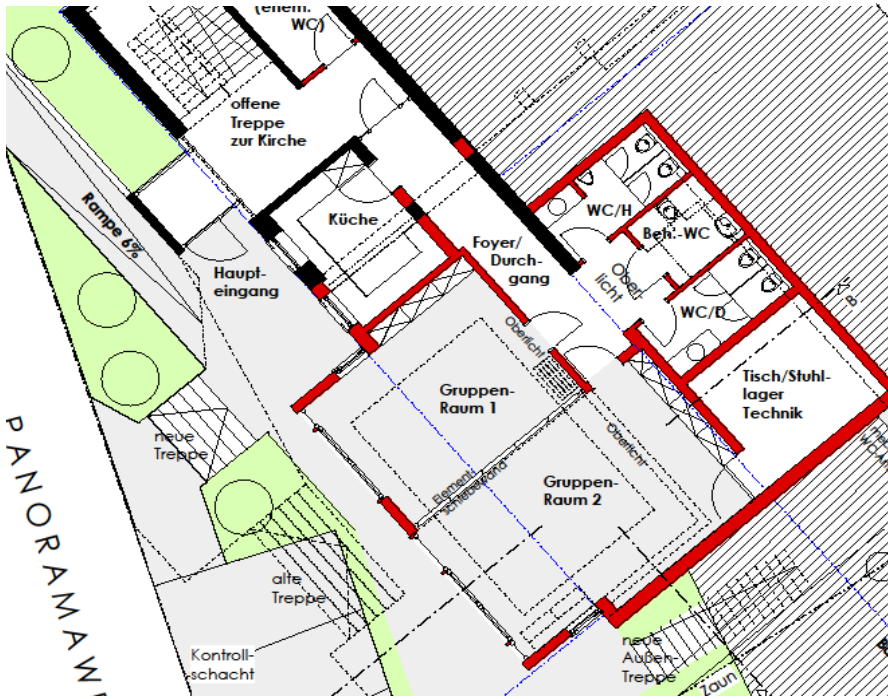 (ehem.
WC)
offene
Treppe
zur Kirche
Rampe 6%
Küche
WC/H
Beh.-WC
Haupt-
eingang
Foyer/
Durch-
gang
Ober-
licht
WC/D
B
Oberlicht
Tisch/Stuhl-
lager
Technik
Gruppen-
Raum 1
neue
Treppe
Oberlicht
Element-
schiebewand
Gruppen-
Raum 2
alte
Treppe
Kontroll-
schacht
neue
Außen-
Treppe
Zaun
PANORAMAW